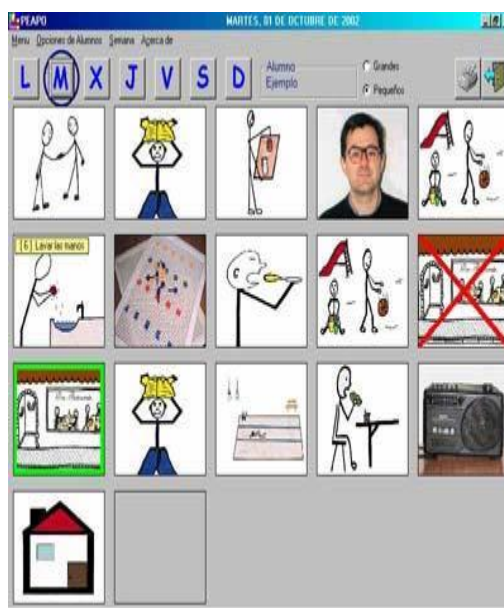 PEAPO MARTES, 01 DE OCTUBRE DE 2002
Menu Opciones de Alumnos Semana Agerca de
L M X J V S D
Alumno
Ejemplo
Grandes
Pequeños
[6] Lavar las manos